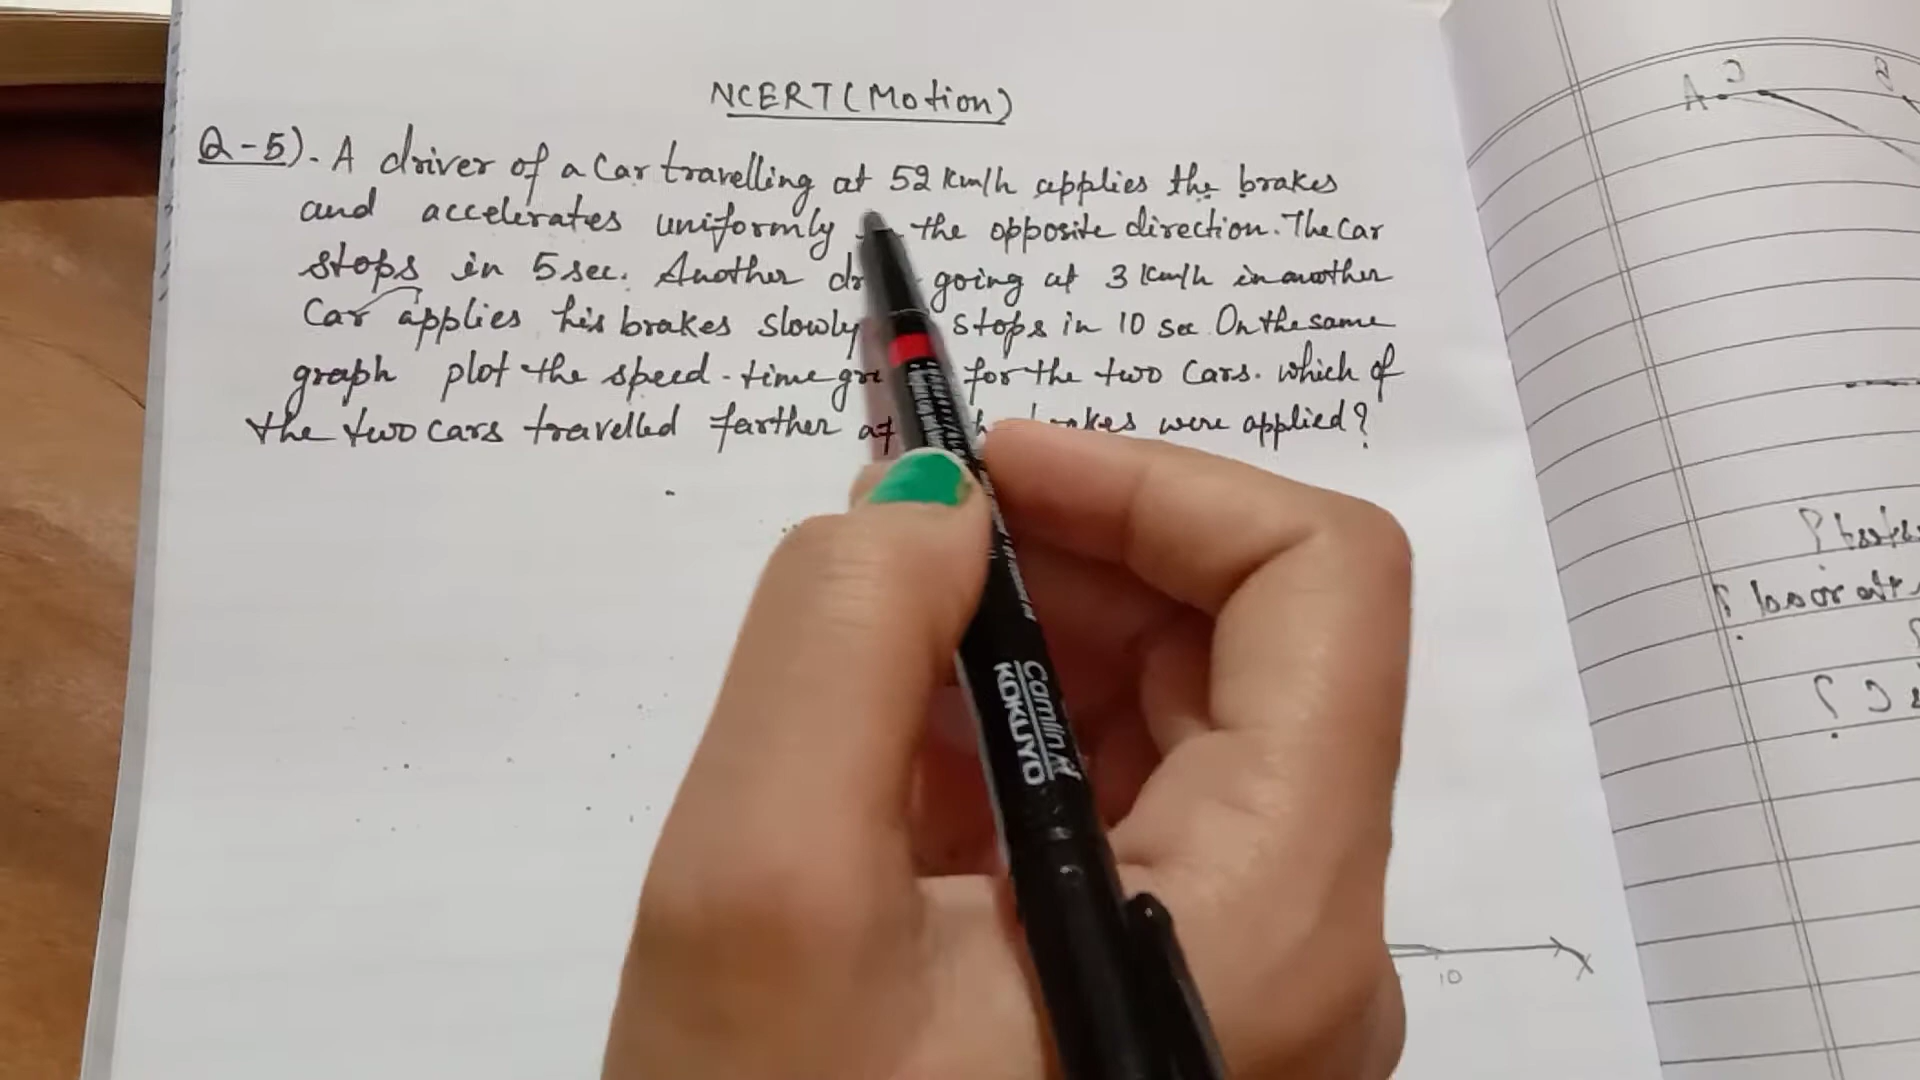 NCERT (Motion)
Q-5). A driver of a Car travelling at 52 km/h applies the brakes
and accelerates uniformly the opposite direction. The Car
stops in 5 sec. Another going at 3 km/h in another
Car applies his brakes slowly stops in 10 sec. On the same
graph plot the speed-time for the two Cars. which of
the two cars travelled farther were applied?
Camlin
KOKUYO
10
X
A